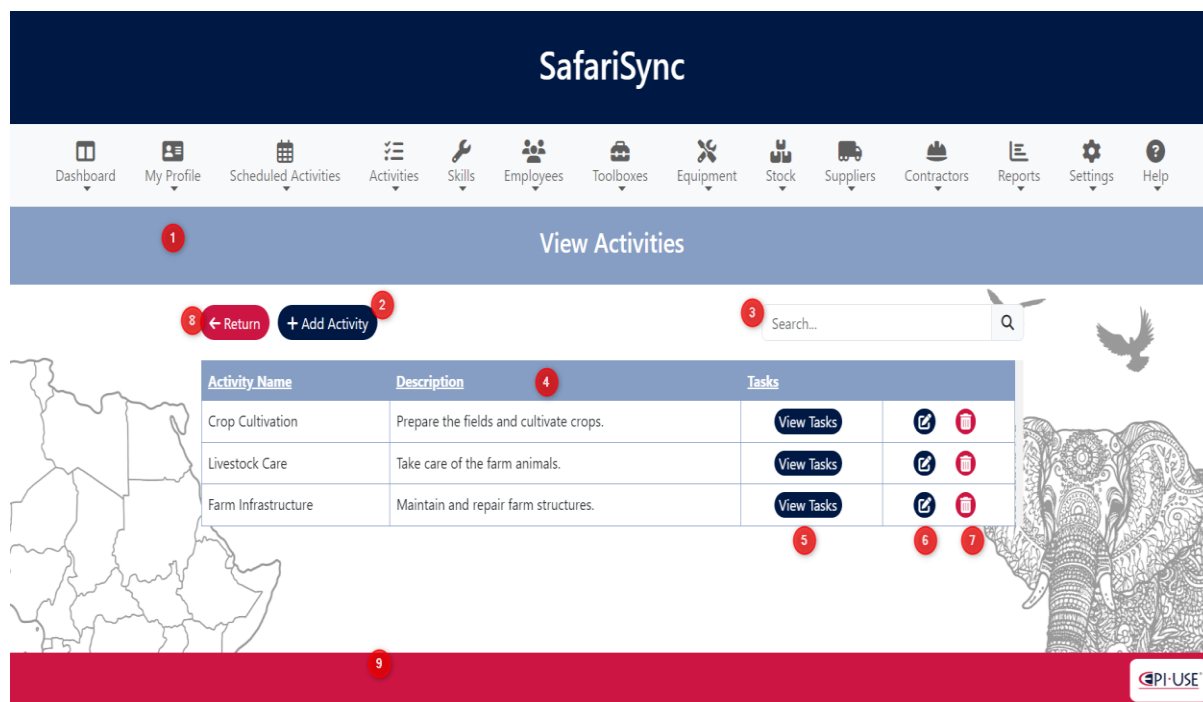 SafariSync
Dashboard My Profile Scheduled Activities Activities Skills Employees Toolboxes Equipment Stock Suppliers Contractors Reports Settings Help
1 View Activities
8 Return + Add Activity 2 3 Search...
Activity Name Description 4 Tasks
Crop Cultivation Prepare the fields and cultivate crops. View Tasks
Livestock Care Take care of the farm animals. View Tasks
Farm Infrastructure Maintain and repair farm structures. View Tasks
5 6 7
9
EPI·USE